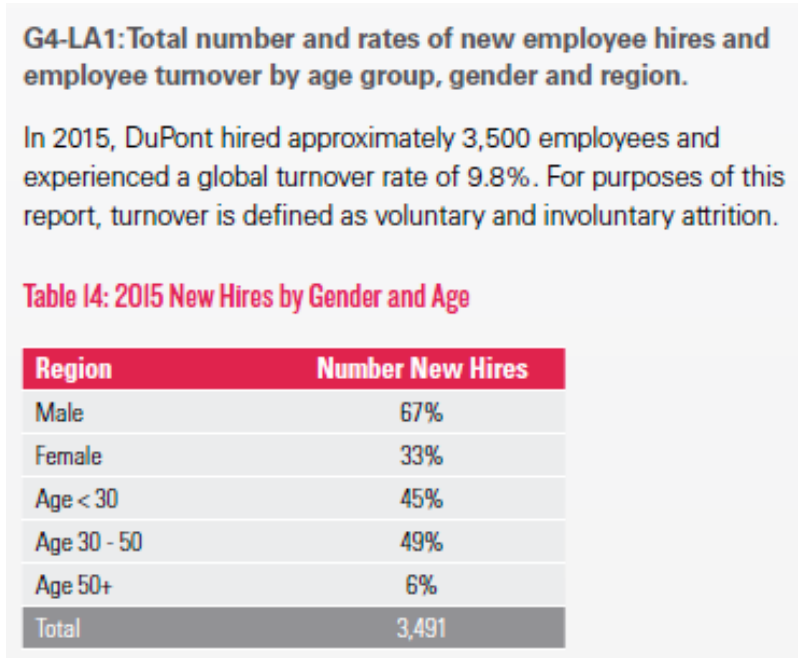 G4-LA1: Total number and rates of new employee hires and
employee turnover by age group, gender and region.
In 2015, DuPont hired approximately 3,500 employees and
experienced a global turnover rate of 9.8%. For purposes of this
report, turnover is defined as voluntary and involuntary attrition.
Table 14: 2015 New Hires by Gender and Age
Region Number New Hires
Male 67%
Female 33%
Age < 30 45%
Age 30 - 50 49%
Age 50+ 6%
Total 3,491